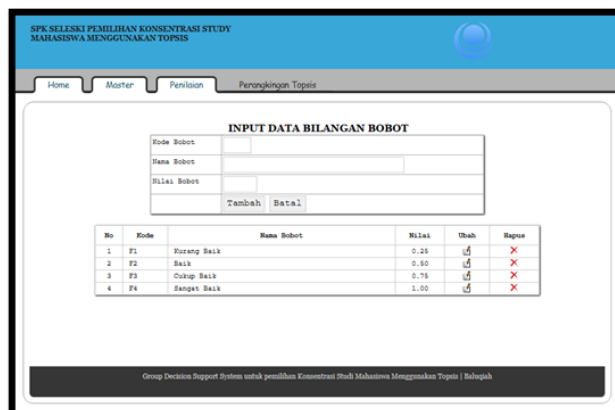 SPK SELESKI PEMILIHAN KONSENTRASI STUDY
MAHASISWA MENGGUNAKAN TOPSIS
Home Master Penilaian Perangkingan Topsis
INPUT DATA BILANGAN BOBOT
Kode Bobot
Nama Bobot
Nilai Bobot
Tambah Batal
No Kode Nama Bobot Nilai Ubah Hapus
1 F1 Kurang Baik 0.25
2 F2 Baik 0.50
3 F3 Cukup Baik 0.75
4 F4 Sangat Baik 1.00
Group Decision Support System untuk pemilihan Konsentrasi Studi Mahasiswa Menggunakan Topsis | Baluqiah